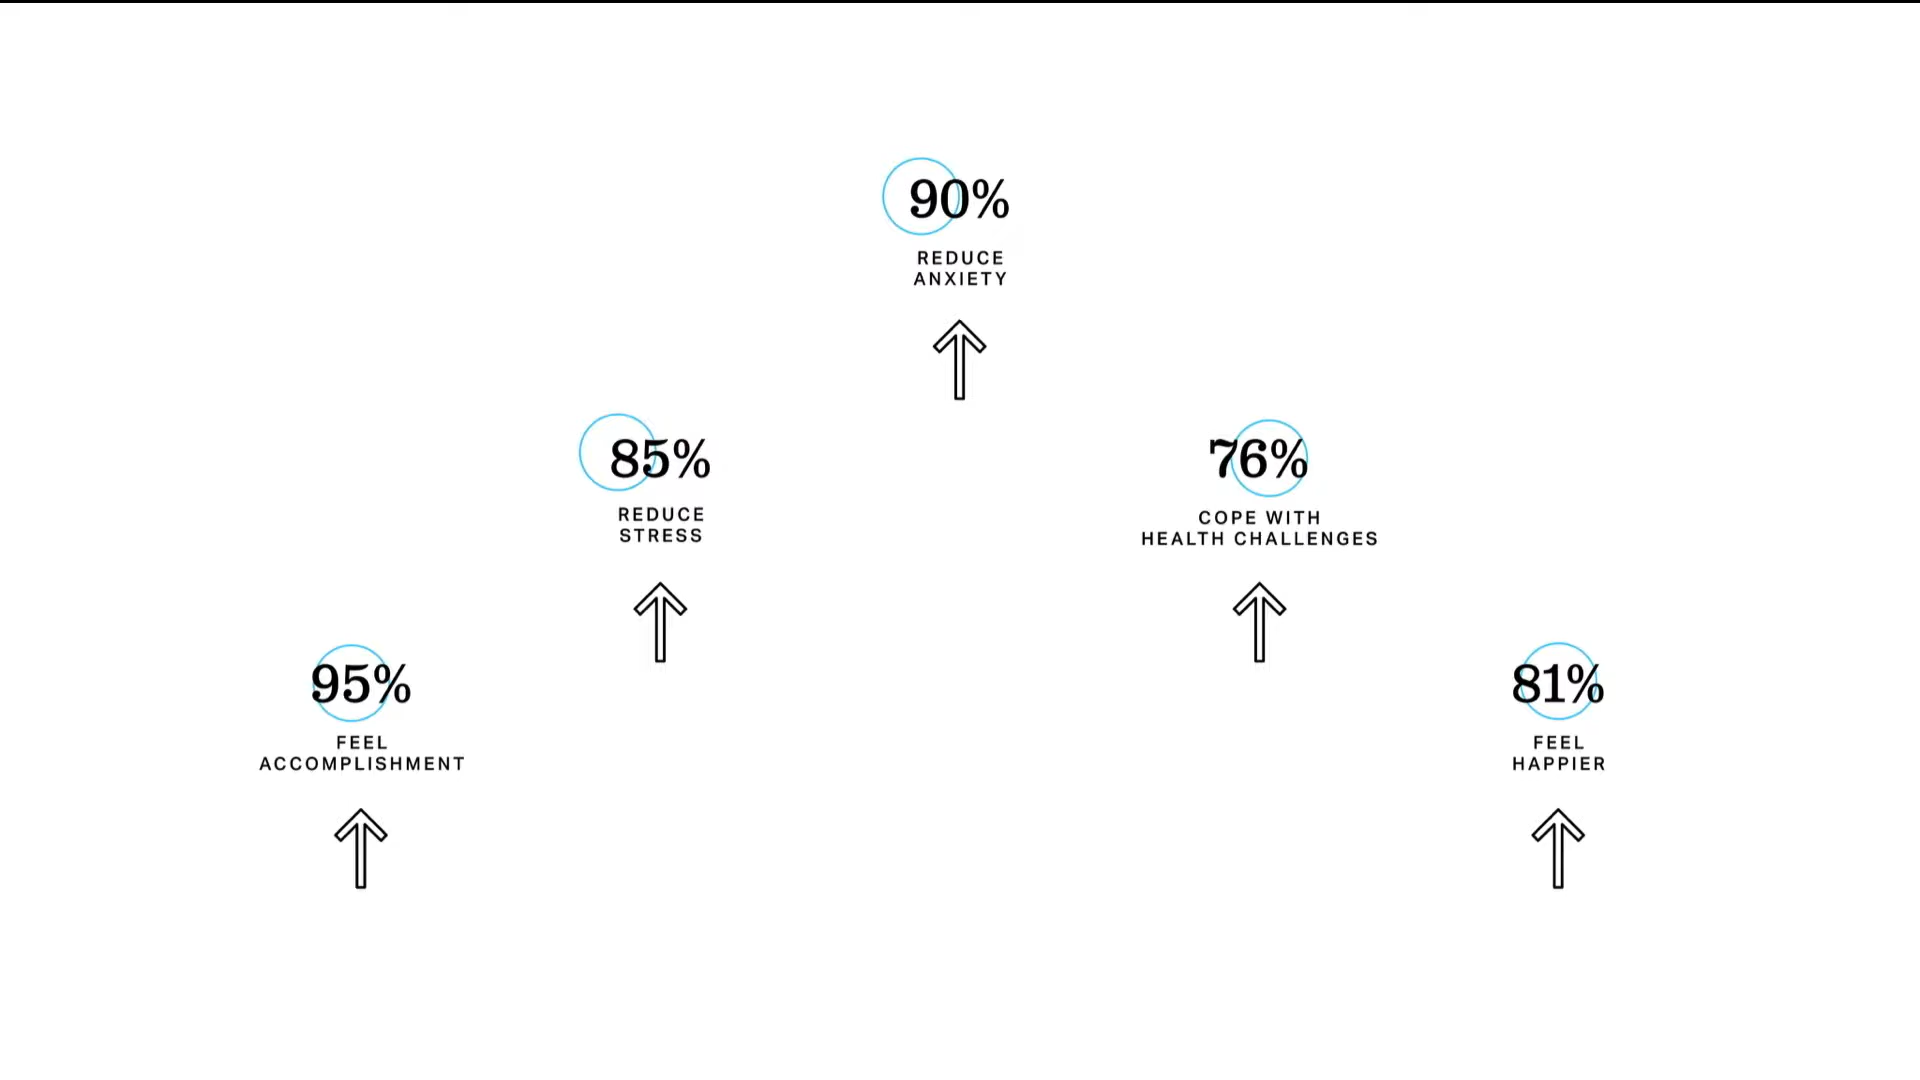 90%
REDUCE
ANXIETY
85%
REDUCE
STRESS
76%
COPE WITH
HEALTH CHALLENGES
95%
FEEL
ACCOMPLISHMENT
81%
FEEL
HAPPIER